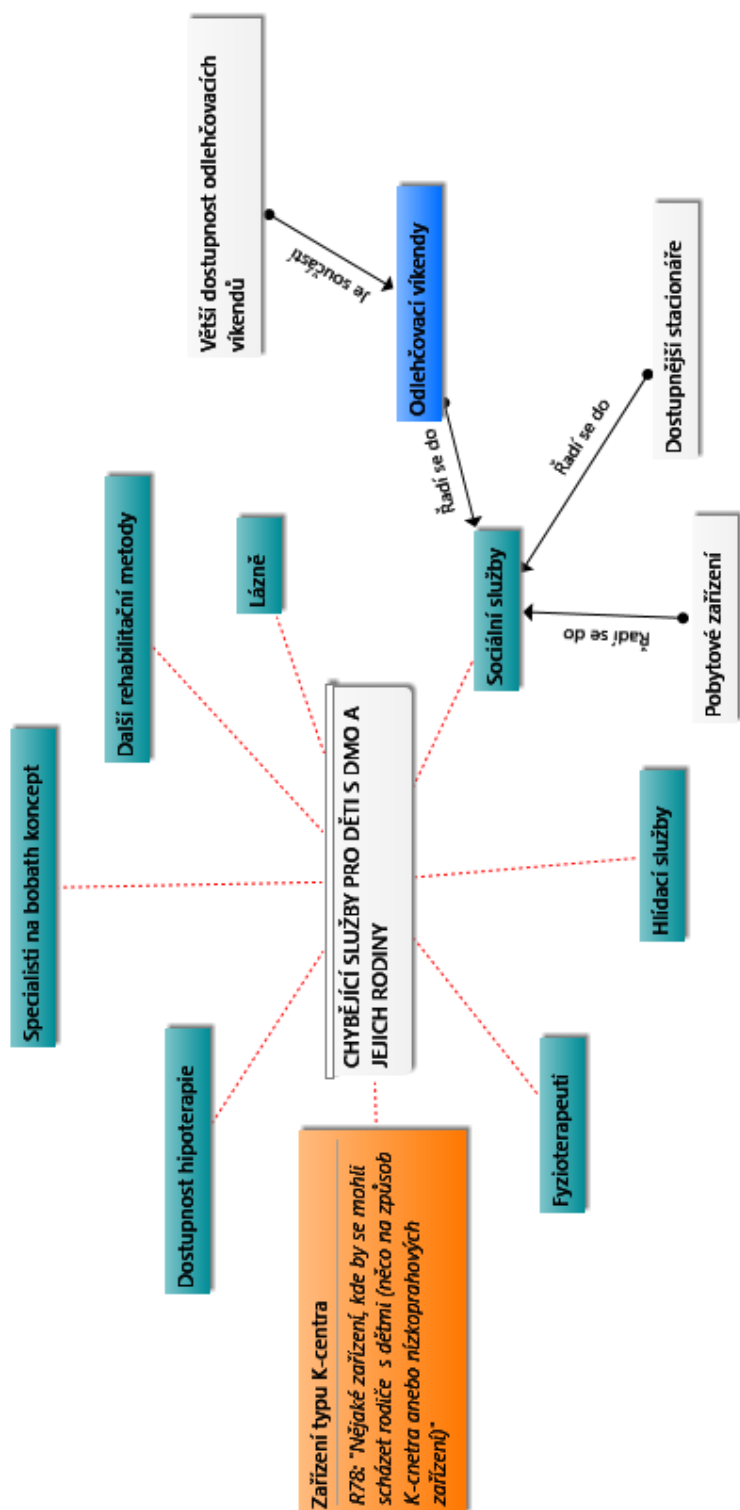 Specialisti na bobath koncept
Další rehabilitační metody
Větší dostupnost odlehčovacích
víkendů
Dostupnost hipoterapie
Lázně
Je součástí
Zařízení typu K-centra
R78: "Nějaké zařízení, kde by se mohli
scházet rodiče s dětmi (něco na způsob
K-cnetra anebo nízkoprahových
zařízení)"
CHYBĚJÍCÍ SLUŽBY PRO DĚTI S DMO A
JEJICH RODINY
Odlehčovací víkendy
Řadí se do
Sociální služby
Řadí se do
Řadí se do
Fyzioterapeuti
Hlídací služby
Pobytové zařízení
Dostupnější stacionáře